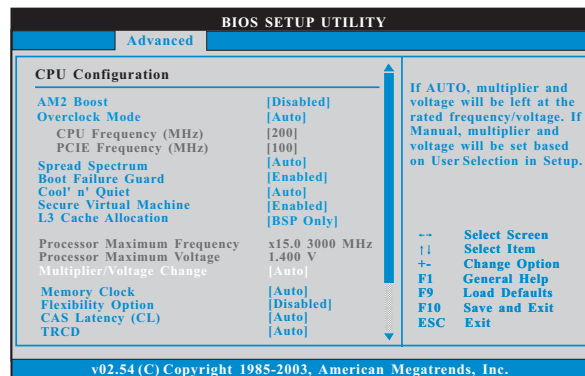 BIOS SETUP UTILITY
Advanced
CPU Configuration
AM2 Boost [Disabled]
Overclock Mode [Auto]
CPU Frequency (MHz) [200]
PCIE Frequency (MHz) [100]
Spread Spectrum [Auto]
Boot Failure Guard [Enabled]
Cool' n' Quiet [Auto]
Secure Virtual Machine [Enabled]
L3 Cache Allocation [BSP Only]
Processor Maximum Frequency x15.0 3000 MHz
Processor Maximum Voltage 1.400 V
Multiplier/Voltage Change [Auto]
Memory Clock [Auto]
Flexibility Option [Disabled]
CAS Latency (CL) [Auto]
TRCD [Auto]
If AUTO, multiplier and
voltage will be left at the
rated frequency/voltage. If
Manual, multiplier and
voltage will be set based
on User Selection in Setup.
←→ Select Screen
↑↓ Select Item
+- Change Option
F1 General Help
F9 Load Defaults
F10 Save and Exit
ESC Exit
v02.54 (C) Copyright 1985-2003, American Megatrends, Inc.